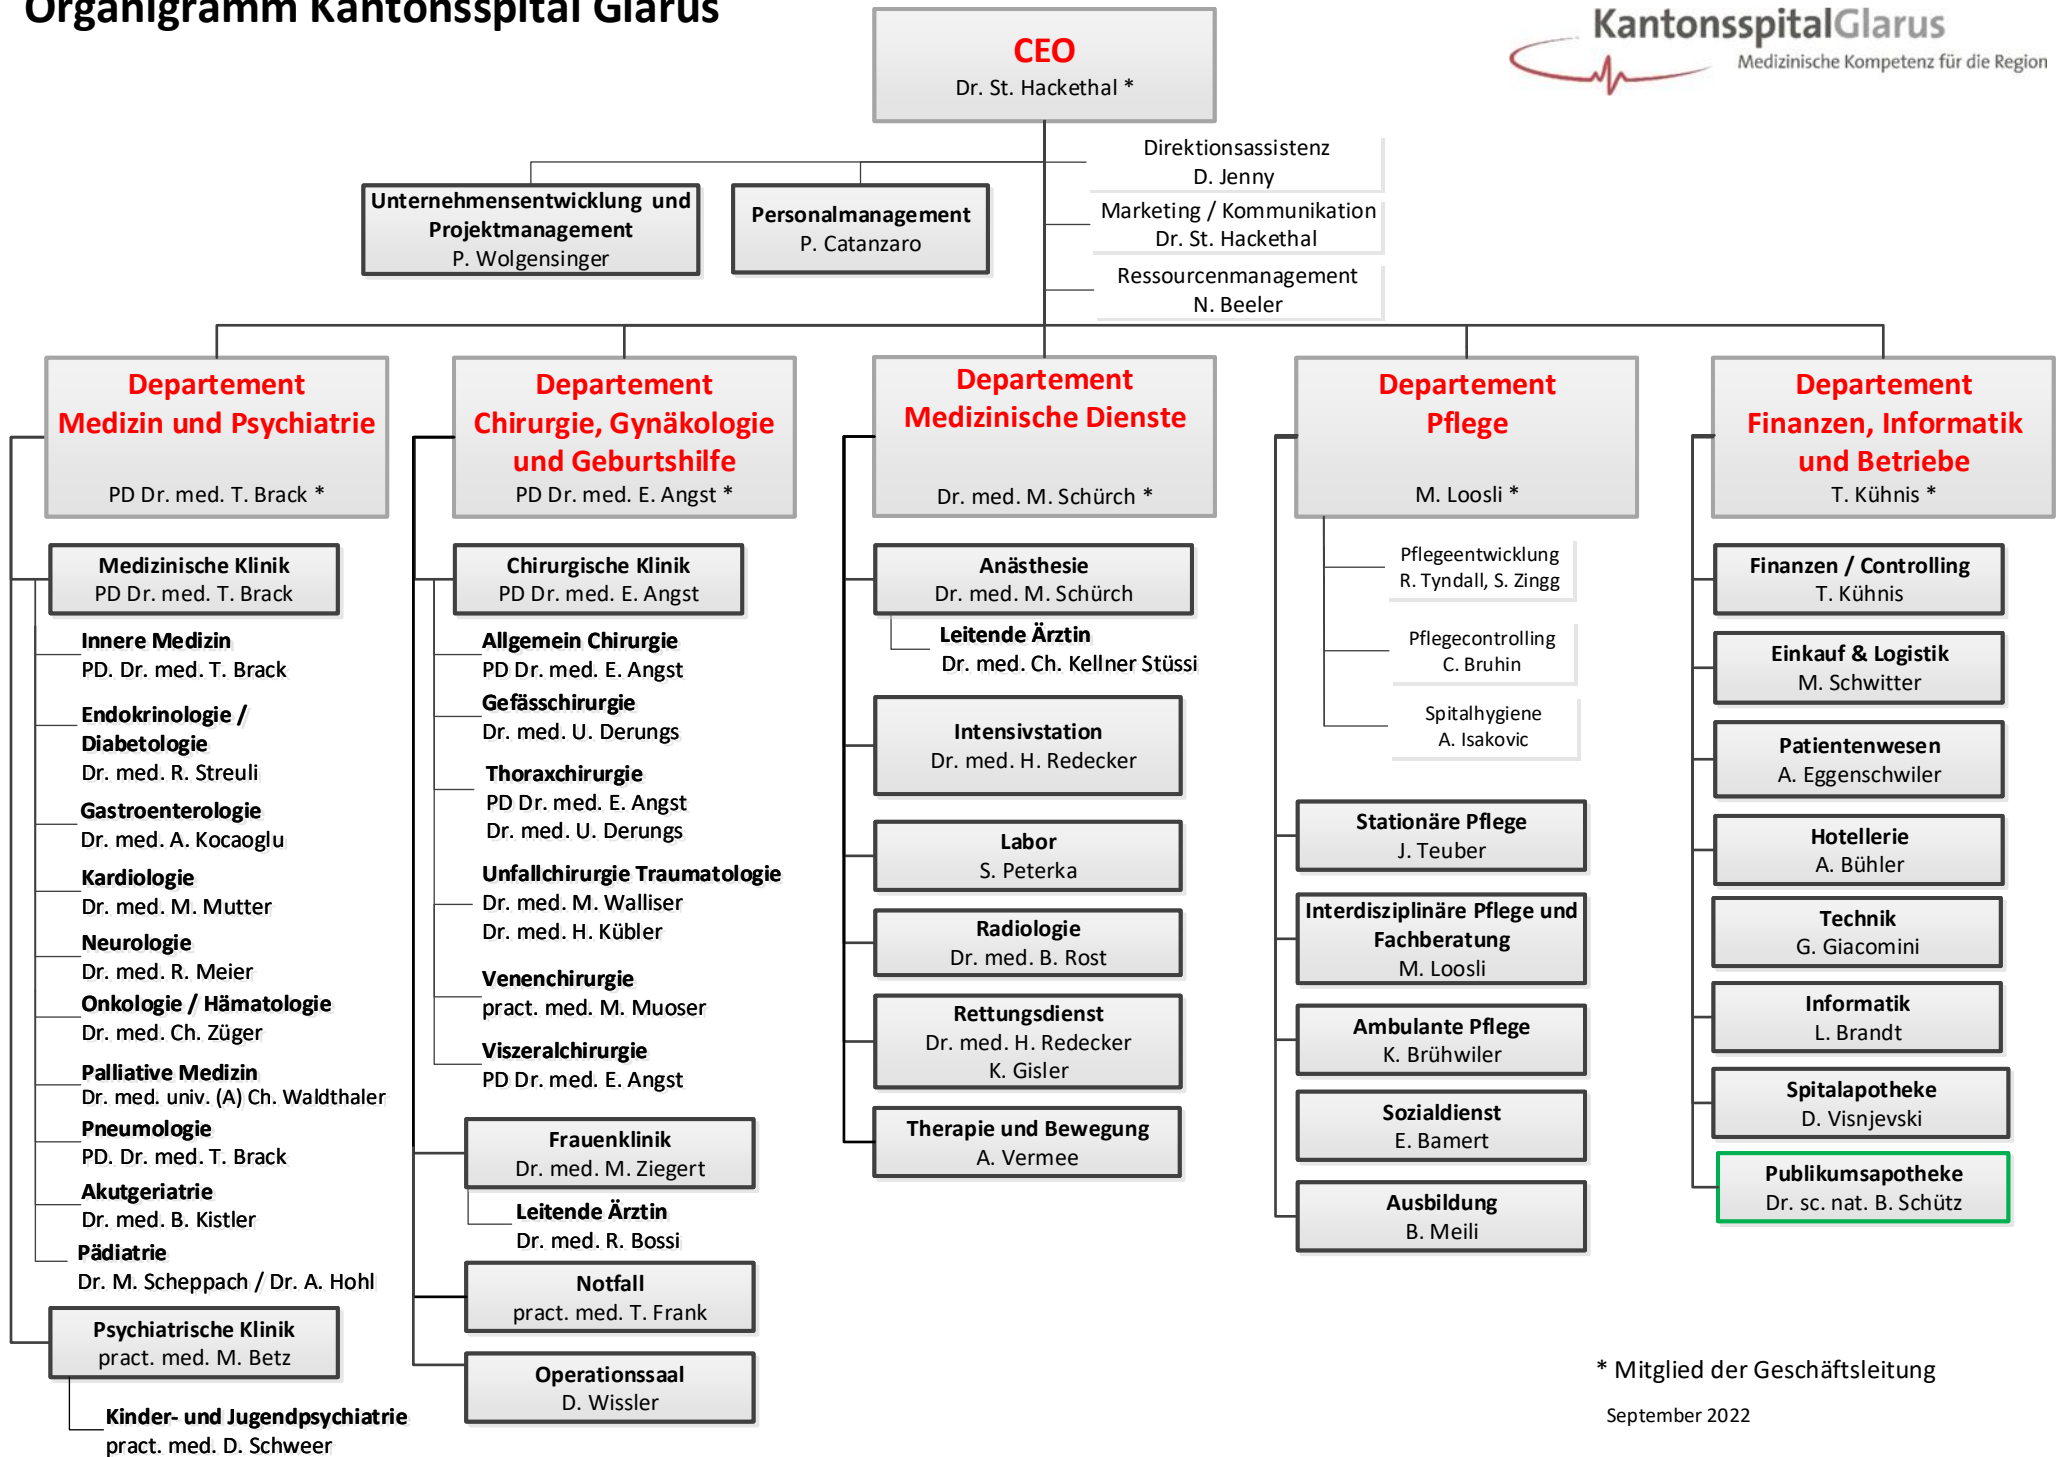 Organigramm Kantonsspital Glarus
KantonsspitalGlarus
Medizinische Kompetenz für die Region
CEO
Dr. St. Hackethal *
Direktionsassistenz
D. Jenny
Marketing / Kommunikation
Dr. St. Hackethal
Ressourcenmanagement
N. Beeler
Unternehmensentwicklung und
Projektmanagement
P. Wolgensinger
Personalmanagement
P. Catanzaro
Departement
Medizin und Psychiatrie
PD Dr. med. T. Brack *
Medizinische Klinik
PD Dr. med. T. Brack
Innere Medizin
PD. Dr. med. T. Brack
Endokrinologie /
Diabetologie
Dr. med. R. Streuli
Gastroenterologie
Dr. med. A. Kocaoglu
Kardiologie
Dr. med. M. Mutter
Neurologie
Dr. med. R. Meier
Onkologie / Hämatologie
Dr. med. Ch. Züger
Palliative Medizin
Dr. med. univ. (A) Ch. Waldthaler
Pneumologie
PD. Dr. med. T. Brack
Akutgeriatrie
Dr. med. B. Kistler
Pädiatrie
Dr. M. Scheppach / Dr. A. Hohl
Psychiatrische Klinik
pract. med. M. Betz
Kinder- und Jugendpsychiatrie
pract. med. D. Schweer
Departement
Chirurgie, Gynäkologie
und Geburtshilfe
PD Dr. med. E. Angst *
Chirurgische Klinik
PD Dr. med. E. Angst
Allgemein Chirurgie
PD Dr. med. E. Angst
Gefässchirurgie
Dr. med. U. Derungs
Thoraxchirurgie
PD Dr. med. E. Angst
Dr. med. U. Derungs
Unfallchirurgie Traumatologie
Dr. med. M. Walliser
Dr. med. H. Kübler
Venenchirurgie
pract. med. M. Muoser
Viszeralchirurgie
PD Dr. med. E. Angst
Frauenklinik
Dr. med. M. Ziegert
Leitende Ärztin
Dr. med. R. Bossi
Notfall
pract. med. T. Frank
Operationssaal
D. Wissler
Departement
Medizinische Dienste
Dr. med. M. Schürch *
Anästhesie
Dr. med. M. Schürch
Leitende Ärztin
Dr. med. Ch. Kellner Stüssi
Intensivstation
Dr. med. H. Redecker
Labor
S. Peterka
Radiologie
Dr. med. B. Rost
Rettungsdienst
Dr. med. H. Redecker
K. Gisler
Therapie und Bewegung
A. Vermee
Departement
Pflege
M. Loosli *
Pflegeentwicklung
R. Tyndall, S. Zingg
Pflegecontrolling
C. Bruhin
Spitalhygiene
A. Isakovic
Stationäre Pflege
J. Teuber
Interdisziplinäre Pflege und
Fachberatung
M. Loosli
Ambulante Pflege
K. Brühwiler
Sozialdienst
E. Bamert
Ausbildung
B. Meili
Departement
Finanzen, Informatik
und Betriebe
T. Kühnis *
Finanzen / Controlling
T. Kühnis
Einkauf & Logistik
M. Schwitter
Patientenwesen
A. Eggenschwiler
Hotellerie
A. Bühler
Technik
G. Giacomini
Informatik
L. Brandt
Spitalapotheke
D. Visnjevski
Publikumsapotheke
Dr. sc. nat. B. Schütz
* Mitglied der Geschäftsleitung
September 2022